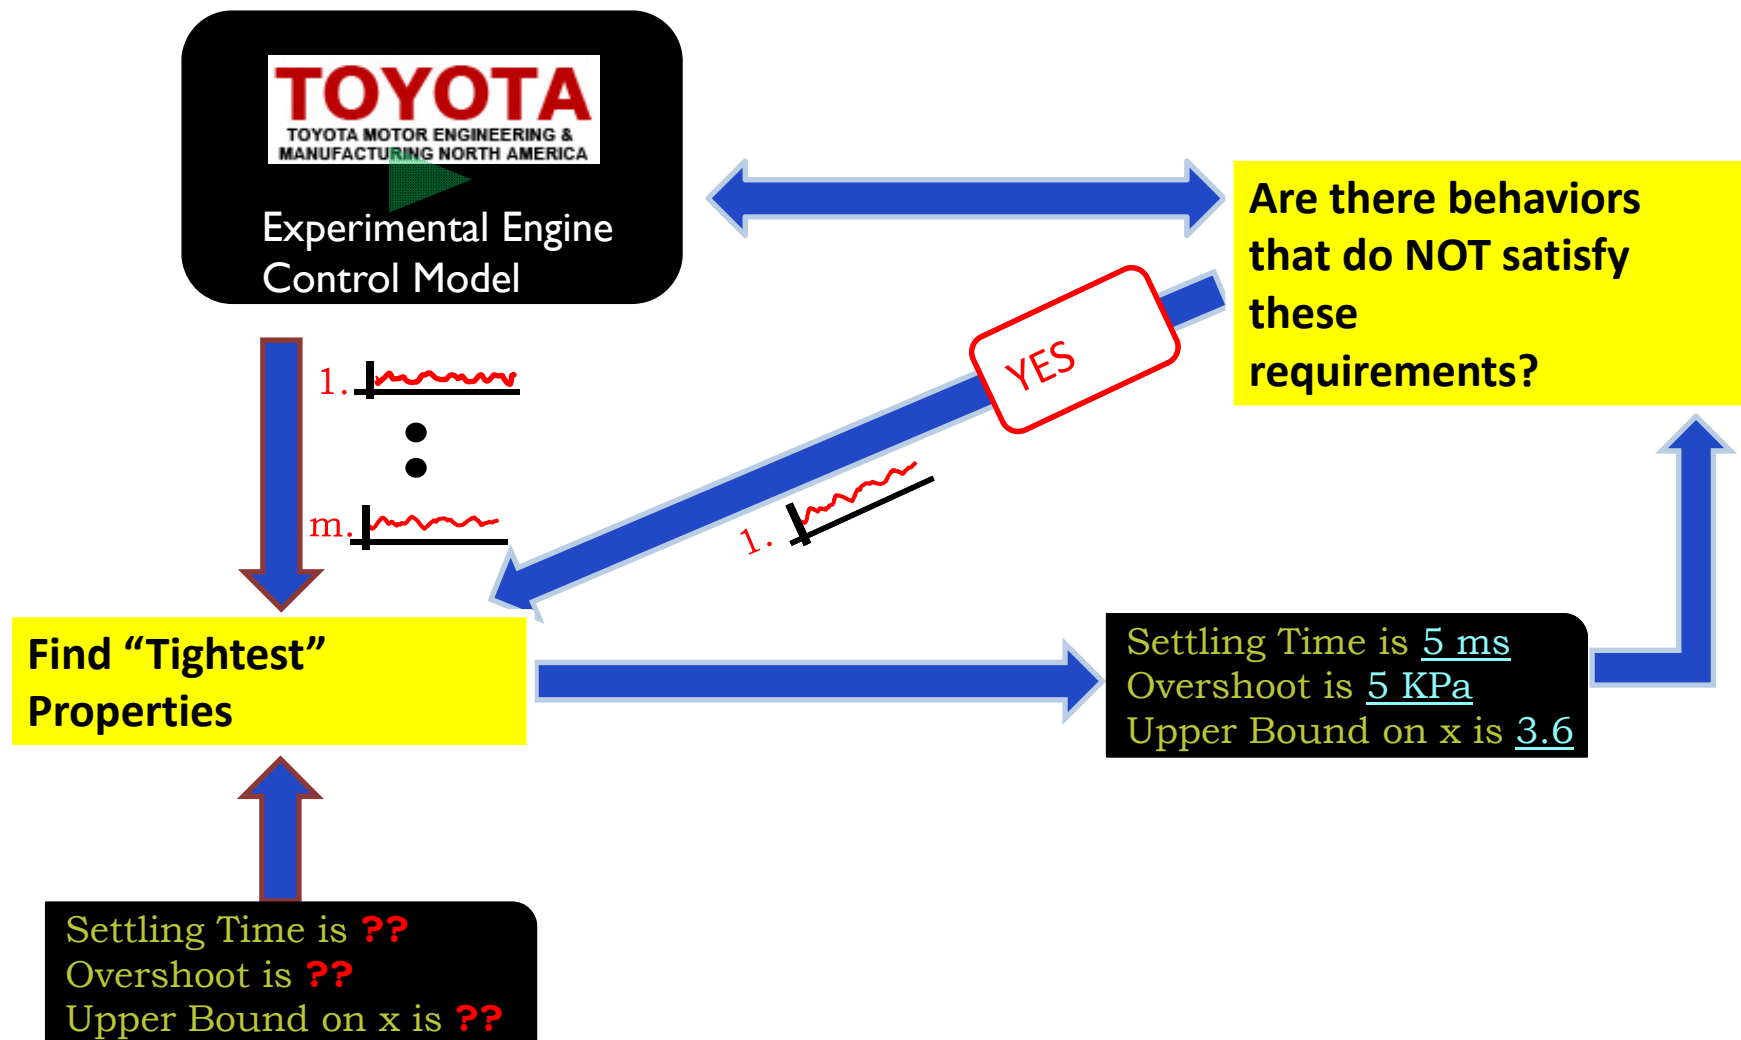 TOYOTA
TOYOTA MOTOR ENGINEERING &
MANUFACTURING NORTH AMERICA
Experimental Engine
Control Model
Are there behaviors
that do NOT satisfy
these
requirements?
YES
1.
m.
1.
Find “Tightest”
Properties
Settling Time is 5 ms
Overshoot is 5 KPa
Upper Bound on x is 3.6
Settling Time is ??
Overshoot is ??
Upper Bound on x is ??